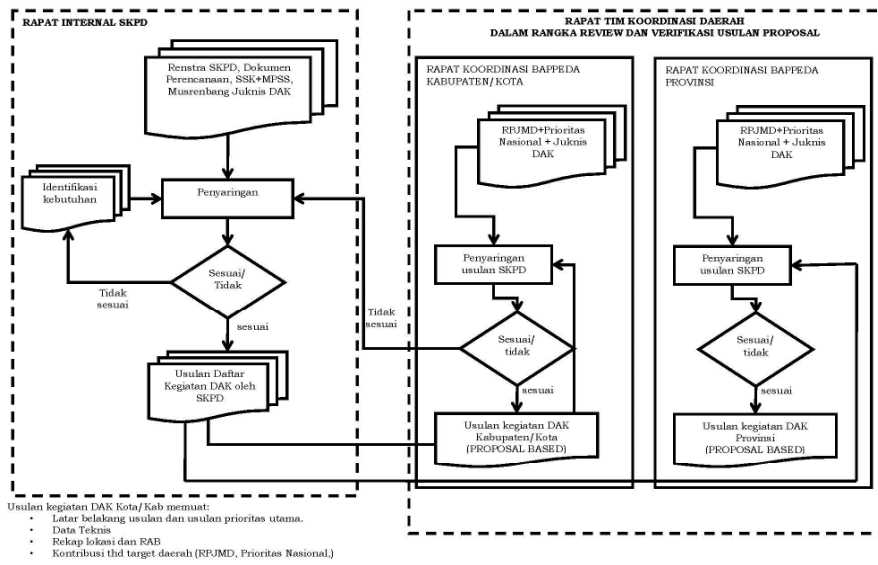 RAPAT INTERNAL SKPD
Renstra SKPD, Dokumen
Perencanaan, SSK+MPSS,
Musrenbang Juknis DAK
Identifikasi
kebutuhan
Penyaringan
Sesuai/
Tidak
Tidak
sesuai
sesuai
Usulan Daftar
Kegiatan DAK oleh
SKPD
Tidak
sesuai
RAPAT TIM KOORDINASI DAERAH
DALAM RANGKA REVIEW DAN VERIFIKASI USULAN PROPOSAL
RAPAT KOORDINASI BAPPEDA
KABUPATEN/KOTA
RPJMD+Prioritas
Nasional + Juknis
DAK
Penyaringan
usulan SKPD
Sesuai/
tidak
sesuai
Usulan kegiatan DAK
Kabupaten/Kota
(PROPOSAL BASED)
RAPAT KOORDINASI BAPPEDA
PROVINSI
RPJMD+Prioritas
Nasional + Juknis
DAK
Penyaringan
usulan SKPD
Sesuai/
tidak
sesuai
Usulan kegiatan DAK
Provinsi
(PROPOSAL BASED)
Usulan kegiatan DAK Kota/Kab memuat:
• Latar belakang usulan dan usulan prioritas utama.
• Data Teknis
• Rekap lokasi dan RAB
• Kontribusi thd target daerah (RPJMD, Prioritas Nasional,)